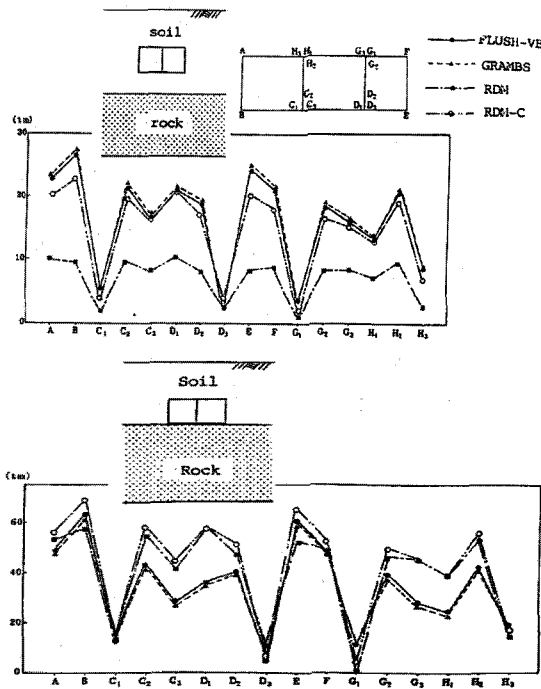 soil
rock
A H₁ H₃ G₃ G₁ F
H₂ G₂
C₂ D₂
C₁ C₃ D₁ D₃
B E
FLUSH-VE
GRAMBS
RDM
RDM-C
(tm)
30
20
10
0
A B C₁ C₂ C₃ D₁ D₂ D₃ E F G₁ G₂ G₃ H₁ H₂ H₃
Soil
Rock
(tm)
60
40
20
0
A B C₁ C₂ C₃ D₁ D₂ D₃ E F G₁ G₂ G₃ H₁ H₂ H₃